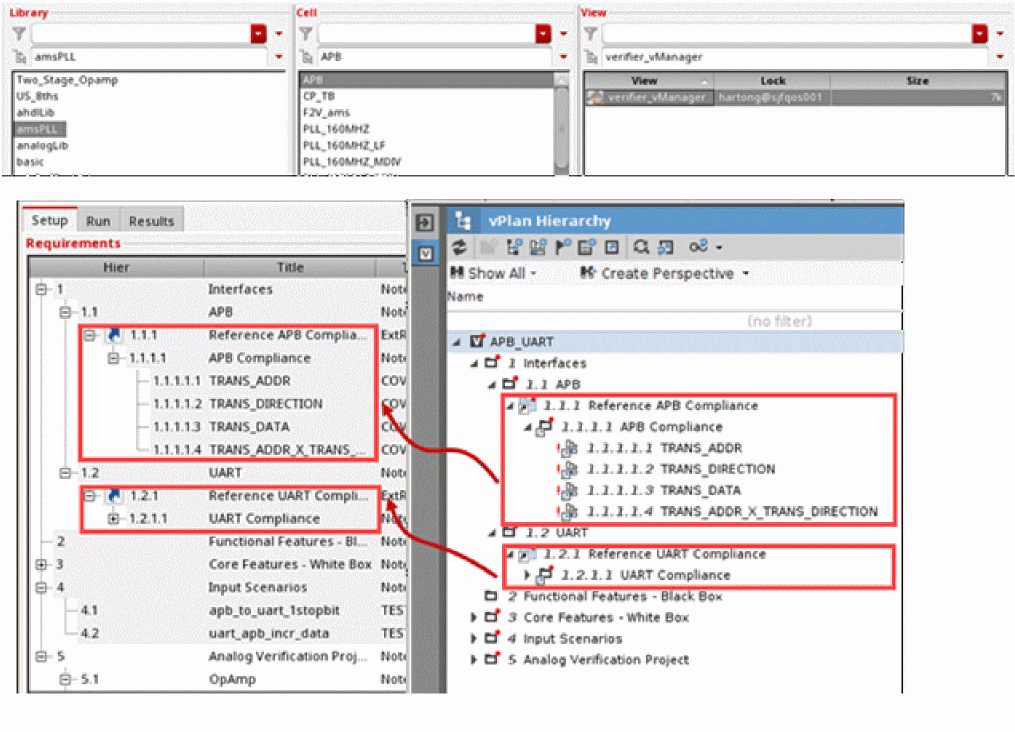 Library Cell View
amsPLL APB verifier_vManager
Two_Stage_Opamp
US_8ths
ahdlLib
amsPLL
analogLib
basic
APB
CP_TB
F2V_ams
PLL_160MHZ
PLL_160MHZ_LF
PLL_160MHZ_MDIV
View Lock Size
verifier_vManager hartong@sjfqos001 7k
Setup Run Results
Requirements
Hier Title
1 Interfaces Note
1.1 APB Note
1.1.1 Reference APB Complia... ExtR
1.1.1.1 APB Compliance Note
1.1.1.1.1 TRANS_ADDR COV
1.1.1.1.2 TRANS_DIRECTION COV
1.1.1.1.3 TRANS_DATA COV
1.1.1.1.4 TRANS_ADDR_X_TRANS_... COV
1.2 UART Note
1.2.1 Reference UART Compli... ExtR
1.2.1.1 UART Compliance Note
2 Functional Features - Bl... Note
3 Core Features - White Box Note
4 Input Scenarios Note
4.1 apb_to_uart_1stopbit TES
4.2 uart_apb_incr_data TES
5 Analog Verification Proj... Note
5.1 OpAmp Note
vPlan Hierarchy
Show All Create Perspective
Name
(no filter)
APB_UART
1 Interfaces
1.1 APB
1.1.1 Reference APB Compliance
1.1.1.1 APB Compliance
1.1.1.1.1 TRANS_ADDR
1.1.1.1.2 TRANS_DIRECTION
1.1.1.1.3 TRANS_DATA
1.1.1.1.4 TRANS_ADDR_X_TRANS_DIRECTION
1.2 UART
1.2.1 Reference UART Compliance
1.2.1.1 UART Compliance
2 Functional Features - Black Box
3 Core Features - White Box
4 Input Scenarios
5 Analog Verification Project